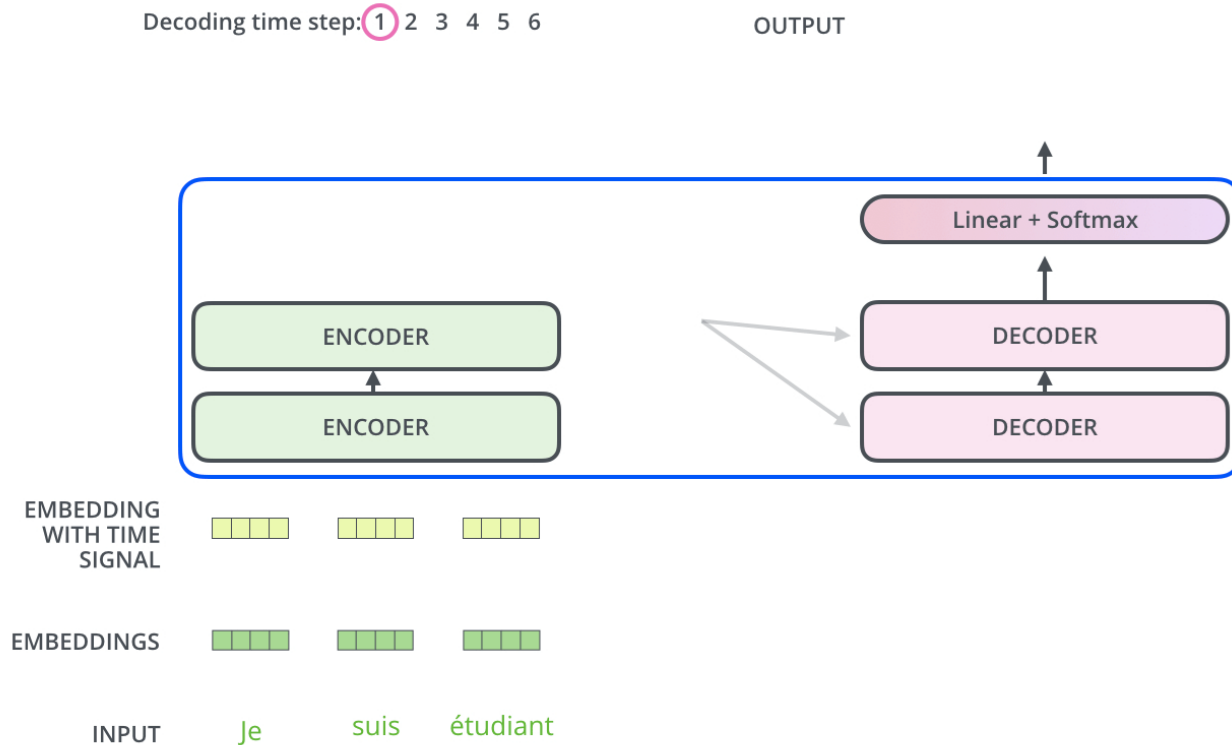 Decoding time step: 1 2 3 4 5 6
OUTPUT
Linear + Softmax
ENCODER
DECODER
ENCODER
DECODER
EMBEDDING
WITH TIME
SIGNAL
EMBEDDINGS
INPUT
Je suis étudiant